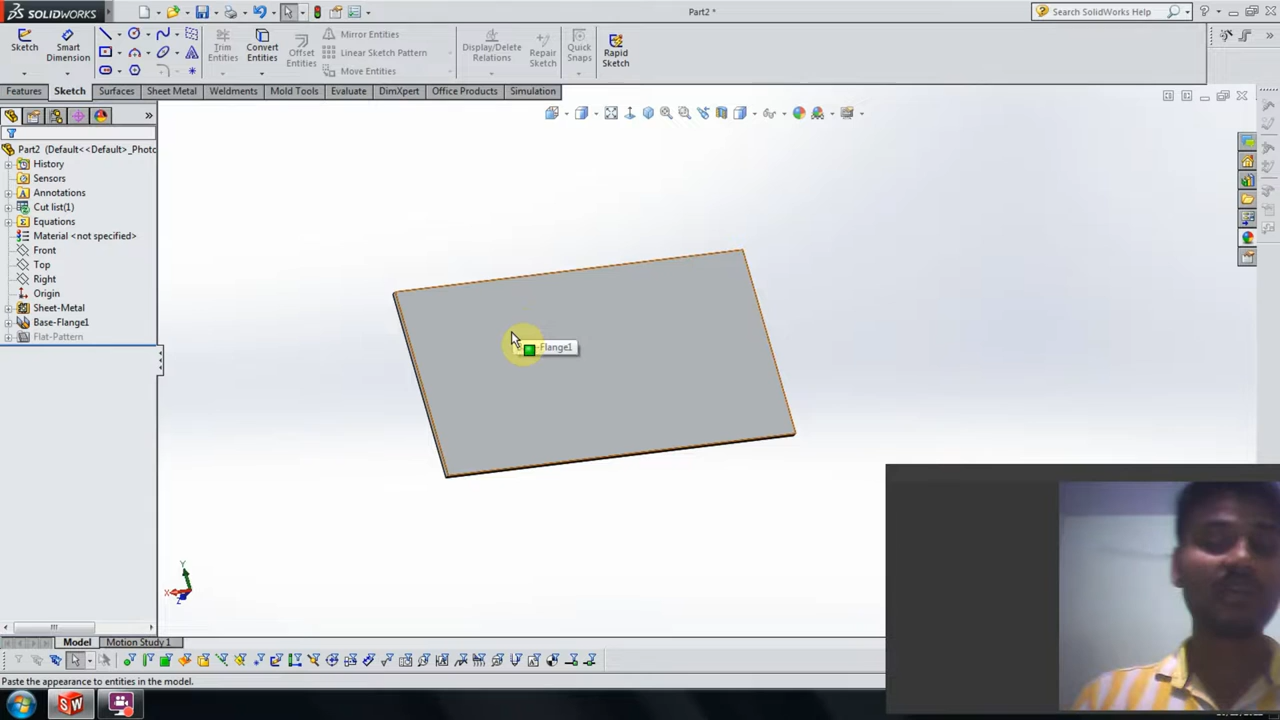 SOLIDWORKS
Part2 *
Search SolidWorks Help
Sketch
Smart Dimension
Trim Entities
Convert Entities
Offset Entities
Mirror Entities
Linear Sketch Pattern
Move Entities
Display/Delete Relations
Repair Sketch
Quick Snaps
Rapid Sketch
Features
Sketch
Surfaces
Sheet Metal
Weldments
Mold Tools
Evaluate
DimXpert
Office Products
Simulation
Part2 (Default<<Default>_Photo
History
Sensors
Annotations
Cut list(1)
Equations
Material <not specified>
Front
Top
Right
Origin
Sheet-Metal
Base-Flange1
Flat-Pattern
Flange1
Y
X
Z
Model
Motion Study 1
Paste the appearance to entities in the model.
SW